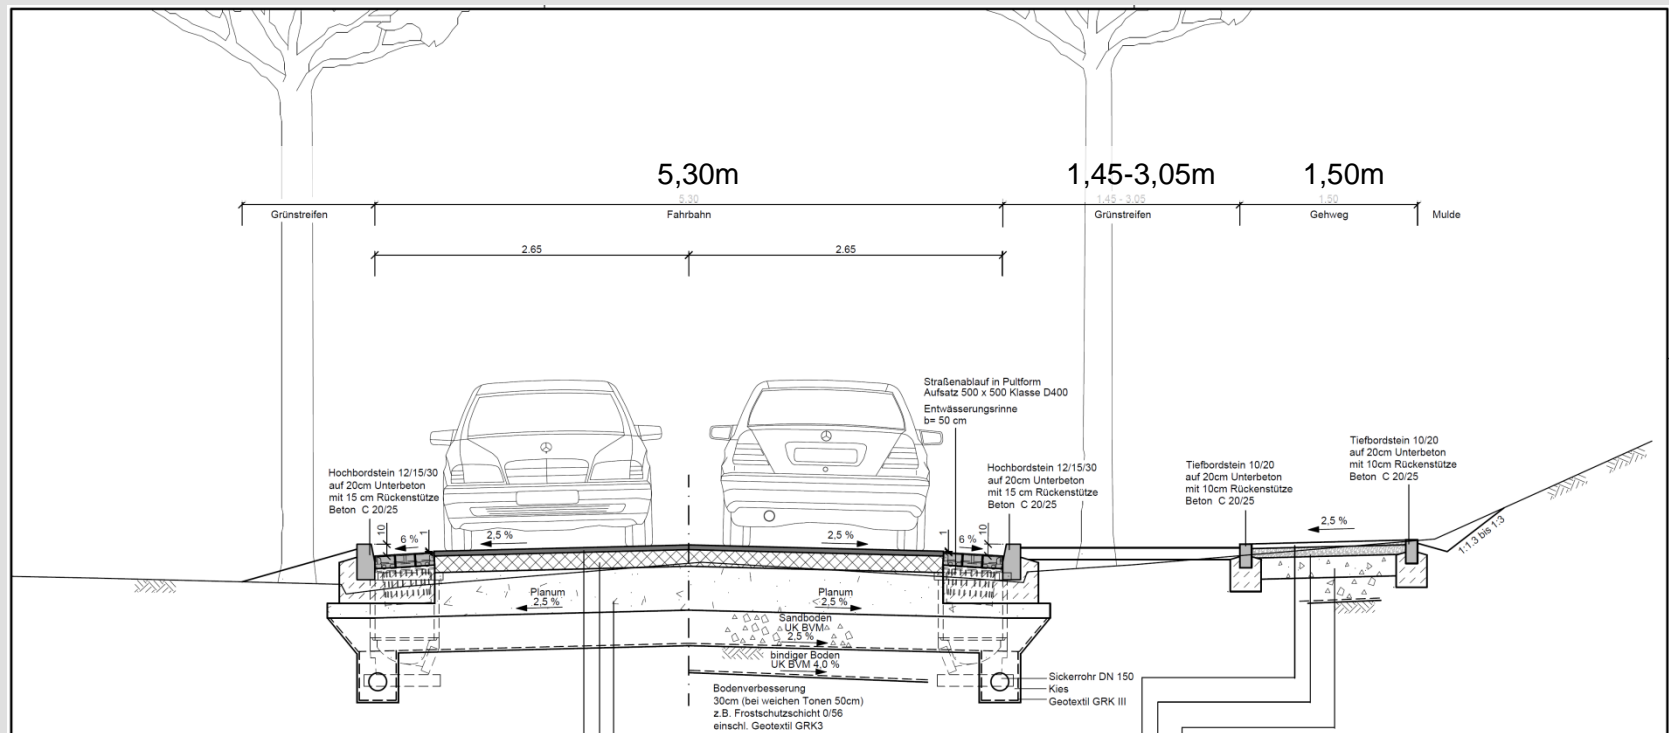 5,30m
1,45-3,05m
1,50m
5.30
1.45 - 3.05
1.50
Grünstreifen
Fahrbahn
Grünstreifen
Gehweg
Mulde
2.65
2.65
Straßenablauf in Pultform
Aufsatz 500 x 500 Klasse D400
Entwässerungsrinne
b= 50 cm
Hochbordstein 12/15/30
auf 20cm Unterbeton
mit 15 cm Rückenstütze
Beton C 20/25
Hochbordstein 12/15/30
auf 20cm Unterbeton
mit 15 cm Rückenstütze
Beton C 20/25
Tiefbordstein 10/20
auf 20cm Unterbeton
mit 10cm Rückenstütze
Beton C 20/25
Tiefbordstein 10/20
auf 20cm Unterbeton
mit 10cm Rückenstütze
Beton C 20/25
10
1
6 %
2,5 %
2,5 %
1
6 %
10
2,5 %
1:1.3 bis 1:3
Planum
2,5 %
Planum
2,5 %
Sandboden
UK BVM
2,5 %
bindiger Boden
UK BVM 4,0 %
Bodenverbesserung
30cm (bei weichen Tonen 50cm)
z.B. Frostschutzschicht 0/56
einschl. Geotextil GRK3
Sickerrohr DN 150
Kies
Geotextil GRK III